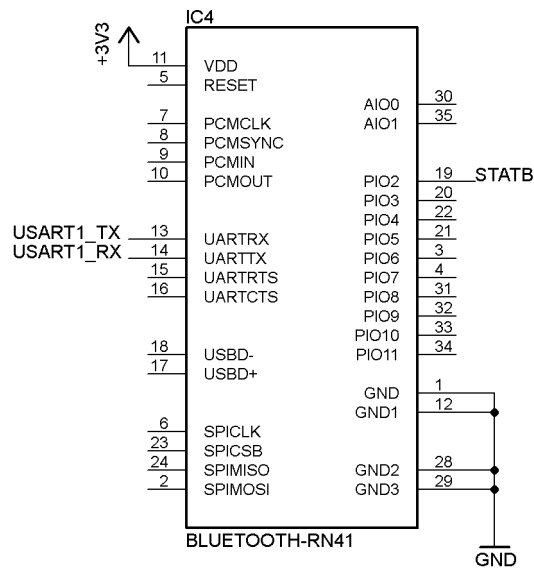 IC4
+3V3
11 VDD
5 RESET
30 AIO0
7 PCMCLK
35 AIO1
8 PCMSYNC
9 PCMIN
10 PCMOUT
19 PIO2 STATB
20 PIO3
22 PIO4
USART1_TX 13 UARTRX
21 PIO5
USART1_RX 14 UARTTX
3 PIO6
15 UARTRTS
4 PIO7
16 UARTCTS
31 PIO8
32 PIO9
33 PIO10
18 USBD-
34 PIO11
17 USBD+
1 GND
12 GND1
6 SPICLK
23 SPICSB
24 SPIMISO
28 GND2
2 SPIMOSI
29 GND3
BLUETOOTH-RN41
GND